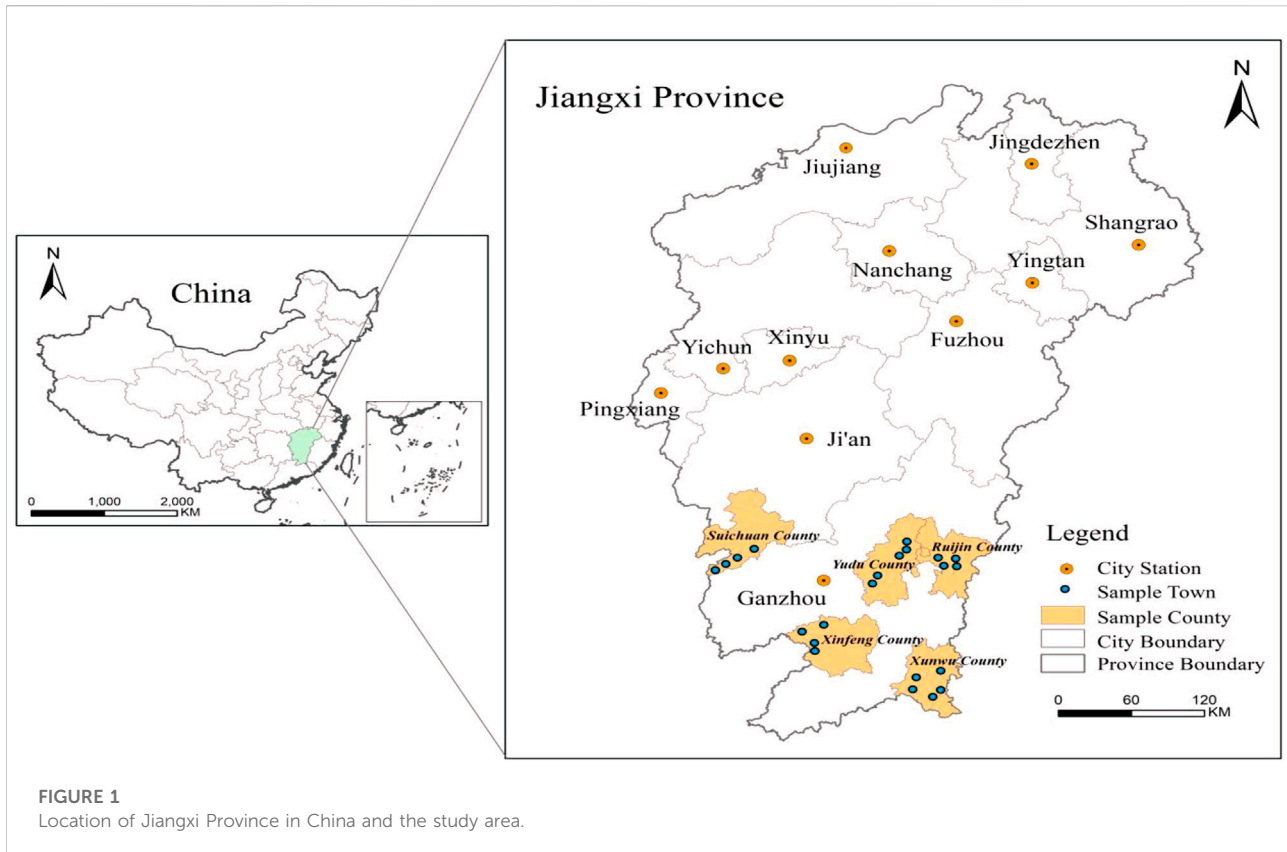 N
China
0 1,000 2,000
KM
Jiangxi Province
N
Jiujiang
Jingdezhen
Shangrao
Nanchang
Yingtan
Fuzhou
Xinyu
Yichun
Pingxiang
Ji'an
Suichuan County
Ruijin County
Yudu County
Ganzhou
Xinfeng County
Xunwu County
Legend
City Station
Sample Town
Sample County
City Boundary
Province Boundary
0 60 120
KM
FIGURE 1
Location of Jiangxi Province in China and the study area.